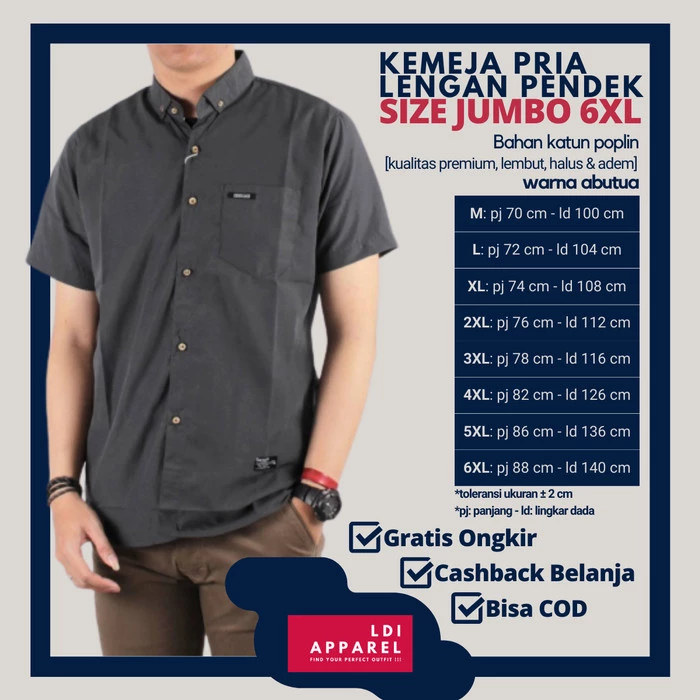 KEMEJA PRIA
LENGAN PENDEK
SIZE JUMBO 6XL
Bahan katun poplin
[kualitas premium, lembut, halus & adem]
warna abutua
M: pj 70 cm - ld 100 cm
L: pj 72 cm - ld 104 cm
XL: pj 74 cm - ld 108 cm
2XL: pj 76 cm - ld 112 cm
3XL: pj 78 cm - ld 116 cm
4XL: pj 82 cm - ld 126 cm
5XL: pj 86 cm - ld 136 cm
6XL: pj 88 cm - ld 140 cm
*toleransi ukuran ± 2 cm
*pj: panjang - ld: lingkar dada
Gratis Ongkir
Cashback Belanja
Bisa COD
LDI
APPAREL
FIND YOUR PERFECT OUTFIT !!!